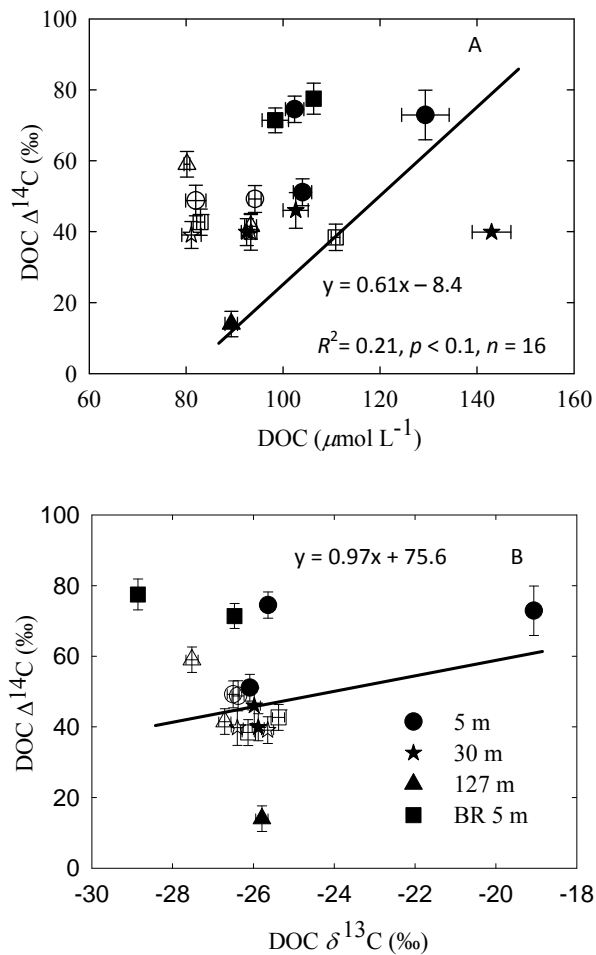 100
A
80
60
40
y = 0.61x – 8.4
20
R² = 0.21, p < 0.1, n = 16
0
60 80 100 120 140 160
DOC Δ¹⁴C (‰)
DOC (μmol L⁻¹)
100
y = 0.97x + 75.6 B
80
60
40
20
0
5 m
30 m
127 m
BR 5 m
-30 -28 -26 -24 -22 -20 -18
DOC Δ¹⁴C (‰)
DOC δ¹³C (‰)